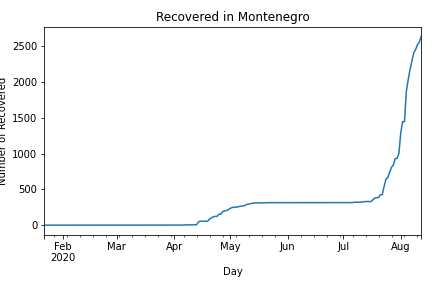 Recovered in Montenegro
Number of Recovered
2500
2000
1500
1000
500
0
Feb
2020
Mar
Apr
May
Jun
Jul
Aug
Day